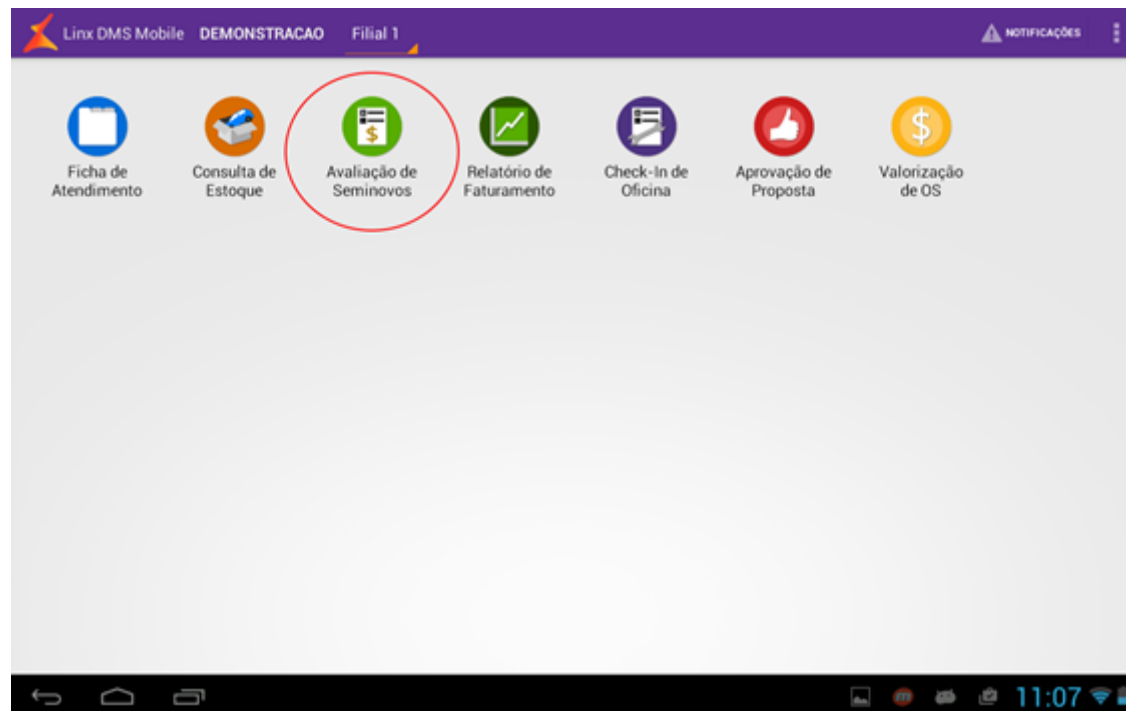 Linx DMS Mobile DEMONSTRACAO Filial 1 NOTIFICAÇÕES
Ficha de
Atendimento
Consulta de
Estoque
Avaliação de
Seminovos
Relatório de
Faturamento
Check-In de
Oficina
Aprovação de
Proposta
Valorização
de OS
11:07